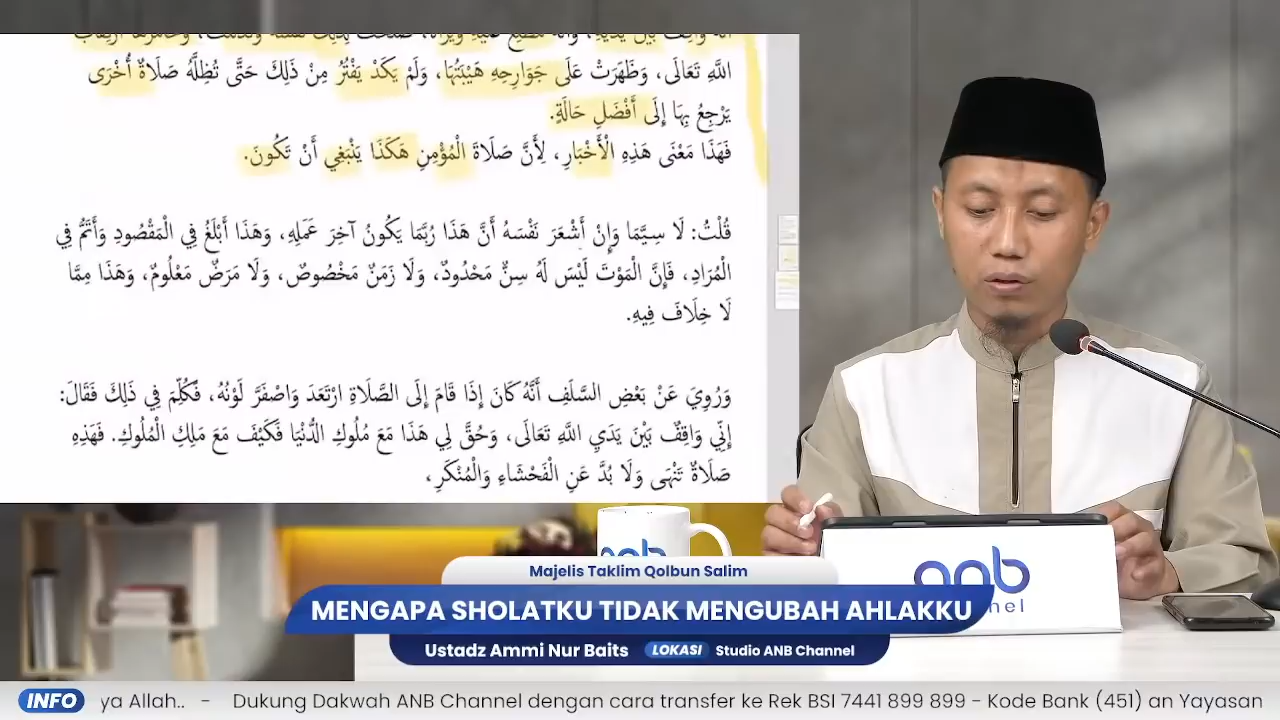 اللَّهِ تَعَالَى، وَظَهَرَتْ عَلَى جَوَارِحِهِ هَيْبَتُهَا، وَلَمْ يَكَدْ يَفْتُرُ مِنْ ذَلِكَ حَتَّى تُظِلَّهُ صَلَاةٌ أُخْرَى
يَرْجِعُ بِهَا إِلَى أَفْضَلِ حَالَةٍ.
فَهَذَا مَعْنَى هَذِهِ الْأَخْبَارِ، لِأَنَّ صَلَاةَ الْمُؤْمِنِ هَكَذَا يَنْبَغِي أَنْ تَكُونَ.
قُلْتُ: لَا سِيَّمَا وَإِنْ أَشْعَرَ نَفْسَهُ أَنَّ هَذَا رُبَّمَا يَكُونُ آخِرَ عَمَلِهِ، وَهَذَا أَبْلَغُ فِي الْمَقْصُودِ وَأَتَمُّ فِي
الْمُرَادِ، فَإِنَّ الْمَوْتَ لَيْسَ لَهُ سِنٌّ مَحْدُودٌ، وَلَا زَمَنٌ مَخْصُوصٌ، وَلَا مَرَضٌ مَعْلُومٌ، وَهَذَا مِمَّا
لَا خِلَافَ فِيهِ.
وَرُوِيَ عَنْ بَعْضِ السَّلَفِ أَنَّهُ كَانَ إِذَا قَامَ إِلَى الصَّلَاةِ ارْتَعَدَ وَاصْفَرَّ لَوْنُهُ، فَكُلِّمَ فِي ذَلِكَ فَقَالَ:
إِنِّي وَاقِفٌ بَيْنَ يَدَيِ اللَّهِ تَعَالَى، وَحُقَّ لِي هَذَا مَعَ مُلُوكِ الدُّنْيَا فَكَيْفَ مَعَ مَلِكِ الْمُلُوكِ. فَهَذِهِ
صَلَاةٌ تَنْهَى وَلَا بُدَّ عَنِ الْفَحْشَاءِ وَالْمُنْكَرِ،
anb
Majelis Taklim Qolbun Salim
MENGAPA SHOLATKU TIDAK MENGUBAH AHLAKKU
Ustadz Ammi Nur Baits LOKASI Studio ANB Channel
INFO ya Allah.. - Dukung Dakwah ANB Channel dengan cara transfer ke Rek BSI 7441 899 899 - Kode Bank (451) an Yayasan